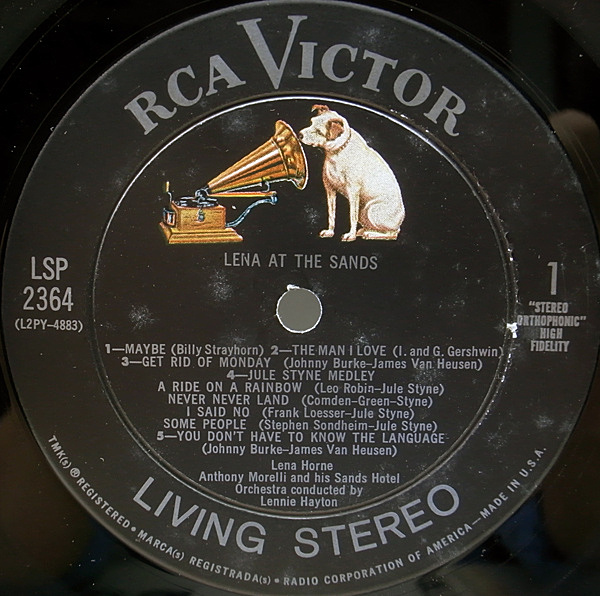 RCA VICTOR
LENA AT THE SANDS
LSP
2364
(L2PY-4883)
1
"STEREO
ORTHOPHONIC"
HIGH
FIDELITY
1—MAYBE (Billy Strayhorn) 2—THE MAN I LOVE (I. and G. Gershwin)
3—GET RID OF MONDAY (Johnny Burke–James Van Heusen)
4—JULE STYNE MEDLEY
A RIDE ON A RAINBOW (Leo Robin–Jule Styne)
NEVER NEVER LAND (Comden–Green–Styne)
I SAID NO (Frank Loesser–Jule Styne)
SOME PEOPLE (Stephen Sondheim–Jule Styne)
5—YOU DON'T HAVE TO KNOW THE LANGUAGE
(Johnny Burke–James Van Heusen)
Lena Horne
Anthony Morelli and his Sands Hotel
Orchestra conducted by
Lennie Hayton
LIVING STEREO
TMK(s) ® REGISTERED • MARCA(s) REGISTRADA(s) • RADIO CORPORATION OF AMERICA—MADE IN U.S.A.